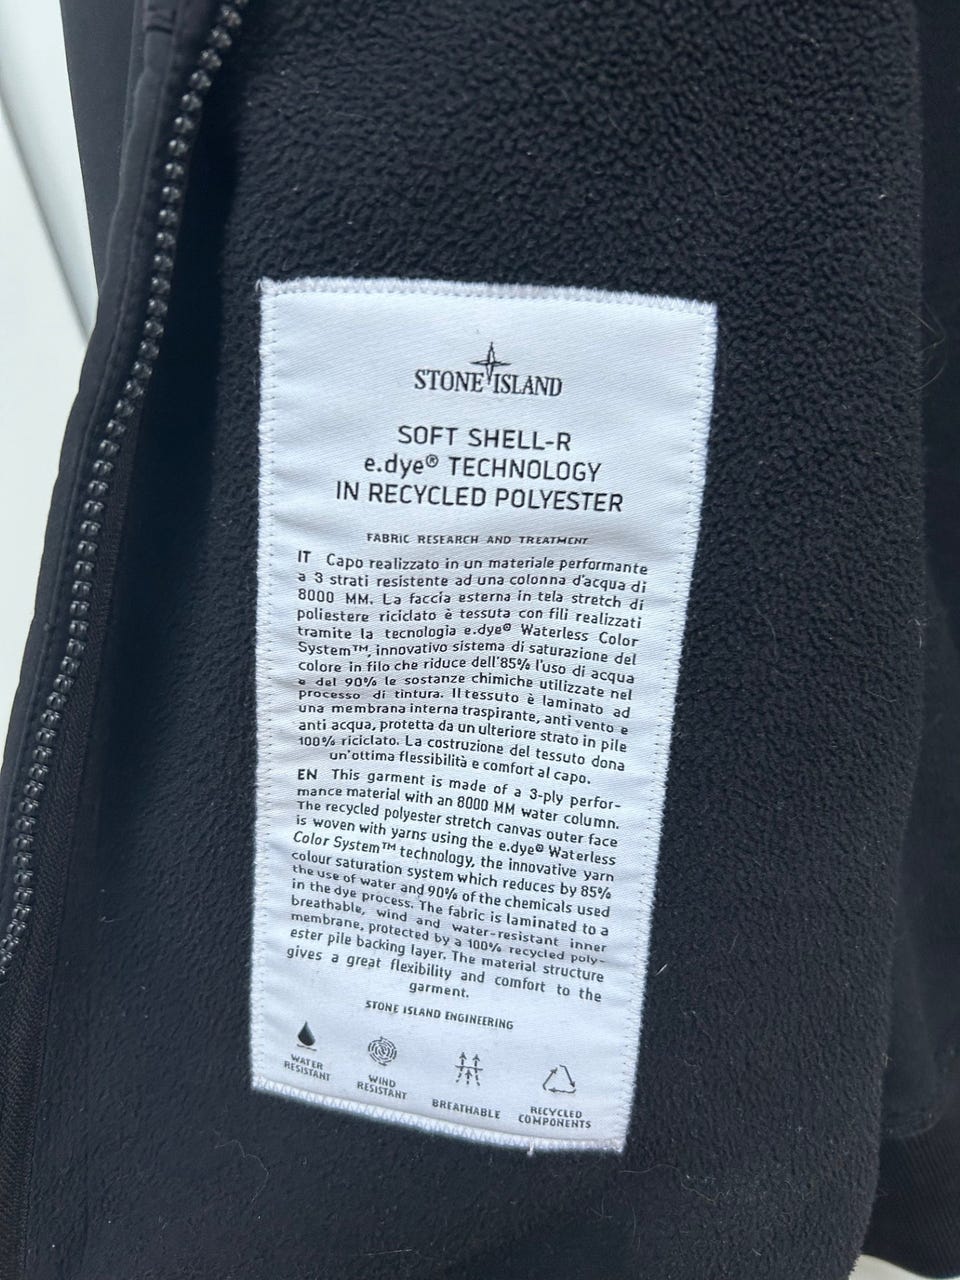 STONE ISLAND
SOFT SHELL-R
e.dye® TECHNOLOGY
IN RECYCLED POLYESTER
FABRIC RESEARCH AND TREATMENT
IT Capo realizzato in un materiale performante
a 3 strati resistente ad una colonna d'acqua di
8000 MM. La faccia esterna in tela stretch di
poliestere riciclato è tessuta con fili realizzati
tramite la tecnologia e.dye® Waterless Color
System™, innovativo sistema di saturazione del
colore in filo che riduce dell'85% l'uso di acqua
e del 90% le sostanze chimiche utilizzate nel
processo di tintura. Il tessuto è laminato ad
una membrana interna traspirante, anti vento e
anti acqua, protetta da un ulteriore strato in pile
100% riciclato. La costruzione del tessuto dona
un'ottima flessibilità e comfort al capo.
EN This garment is made of a 3-ply perfor-
mance material with an 8000 MM water column.
The recycled polyester stretch canvas outer face
is woven with yarns using the e.dye® Waterless
Color System™ technology, the innovative yarn
colour saturation system which reduces by 85%
the use of water and 90% of the chemicals used
in the dye process. The fabric is laminated to a
breathable, wind and water-resistant inner
membrane, protected by a 100% recycled poly-
ester pile backing layer. The material structure
gives a great flexibility and comfort to the
garment.
STONE ISLAND ENGINEERING
WATER
RESISTANT
WIND
RESISTANT
BREATHABLE
RECYCLED
COMPONENTS